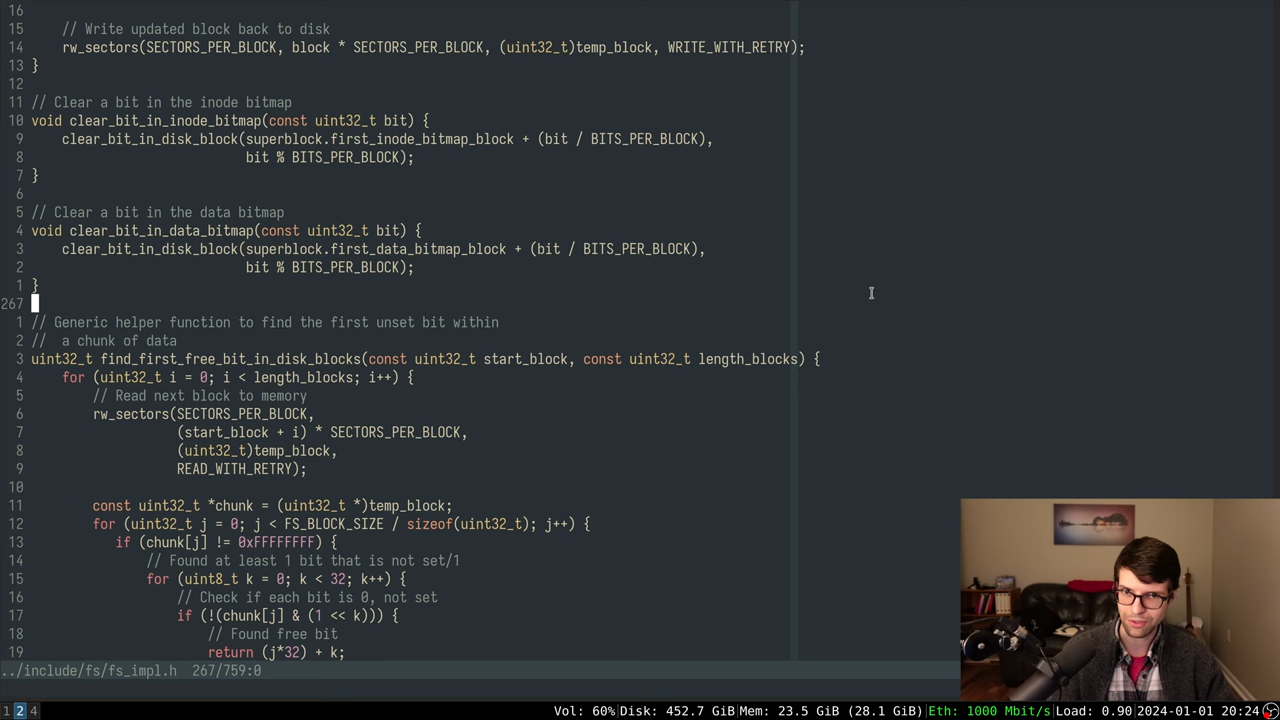 16
15     // Write updated block back to disk
14     rw_sectors(SECTORS_PER_BLOCK, block * SECTORS_PER_BLOCK, (uint32_t)temp_block, WRITE_WITH_RETRY);
13 }
12
11 // Clear a bit in the inode bitmap
10 void clear_bit_in_inode_bitmap(const uint32_t bit) {
9     clear_bit_in_disk_block(superblock.first_inode_bitmap_block + (bit / BITS_PER_BLOCK),
8                             bit % BITS_PER_BLOCK);
7 }
6
5 // Clear a bit in the data bitmap
4 void clear_bit_in_data_bitmap(const uint32_t bit) {
3     clear_bit_in_disk_block(superblock.first_data_bitmap_block + (bit / BITS_PER_BLOCK),
2                             bit % BITS_PER_BLOCK);
1 }
267
1 // Generic helper function to find the first unset bit within
2 //  a chunk of data
3 uint32_t find_first_free_bit_in_disk_blocks(const uint32_t start_block, const uint32_t length_blocks) {
4     for (uint32_t i = 0; i < length_blocks; i++) {
5         // Read next block to memory
6         rw_sectors(SECTORS_PER_BLOCK,
7                    (start_block + i) * SECTORS_PER_BLOCK,
8                    (uint32_t)temp_block,
9                    READ_WITH_RETRY);
10
11         const uint32_t *chunk = (uint32_t *)temp_block;
12         for (uint32_t j = 0; j < FS_BLOCK_SIZE / sizeof(uint32_t); j++) {
13            if (chunk[j] != 0xFFFFFFFF) {
14                // Found at least 1 bit that is not set/1
15                for (uint8_t k = 0; k < 32; k++) {
16                    // Check if each bit is 0, not set
17                    if (!(chunk[j] & (1 << k))) {
18                        // Found free bit
19                        return (j*32) + k;
../include/fs/fs_impl.h  267/759:0
1 2 4 Vol: 60%|Disk: 452.7 GiB|Mem: 23.5 GiB (28.1 GiB)|Eth: 1000 Mbit/s|Load: 0.90|2024-01-01 20:24